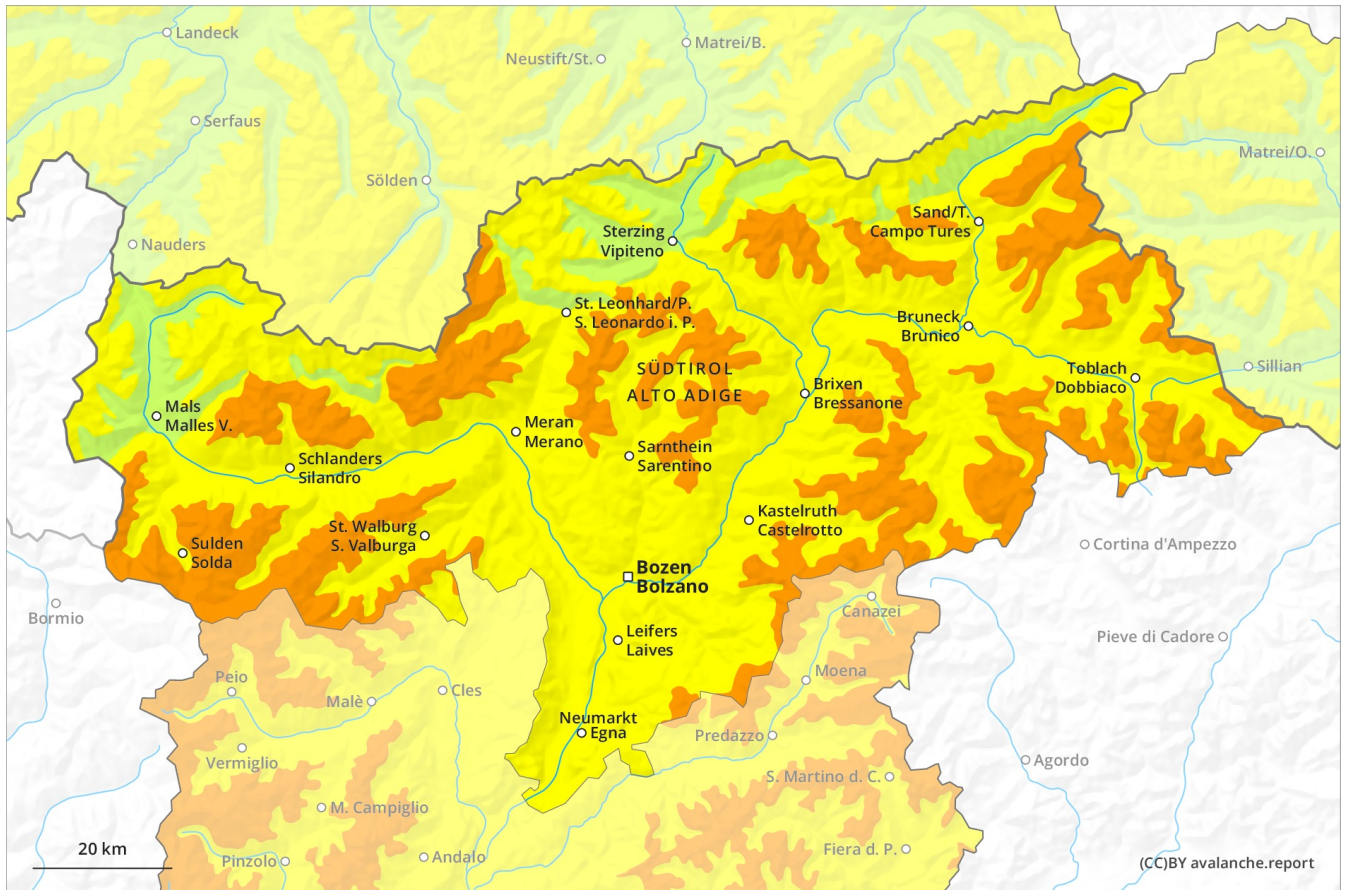 Landeck
Matrei/B.
Neustift/St.
Serfaus
Matrei/O.
Sölden
Sand/T.
Campo Tures
Sterzing
Vipiteno
Nauders
St. Leonhard/P.
S. Leonardo i. P.
Bruneck
Brunico
SÜDTIROL
ALTO ADIGE
Toblach
Dobbiaco
Sillian
Brixen
Bressanone
Mals
Malles V.
Meran
Merano
Sarnthein
Sarentino
Schlanders
Silandro
Kastelruth
Castelrotto
St. Walburg
S. Valburga
Sulden
Solda
Cortina d'Ampezzo
Bozen
Bolzano
Bormio
Canazei
Leifers
Laives
Pieve di Cadore
Peio
Moena
Malè
Cles
Neumarkt
Egna
Predazzo
Vermiglio
Agordo
S. Martino d. C.
M. Campiglio
20 km
Pinzolo
Andalo
Fiera d. P.
(CC)BY avalanche.report